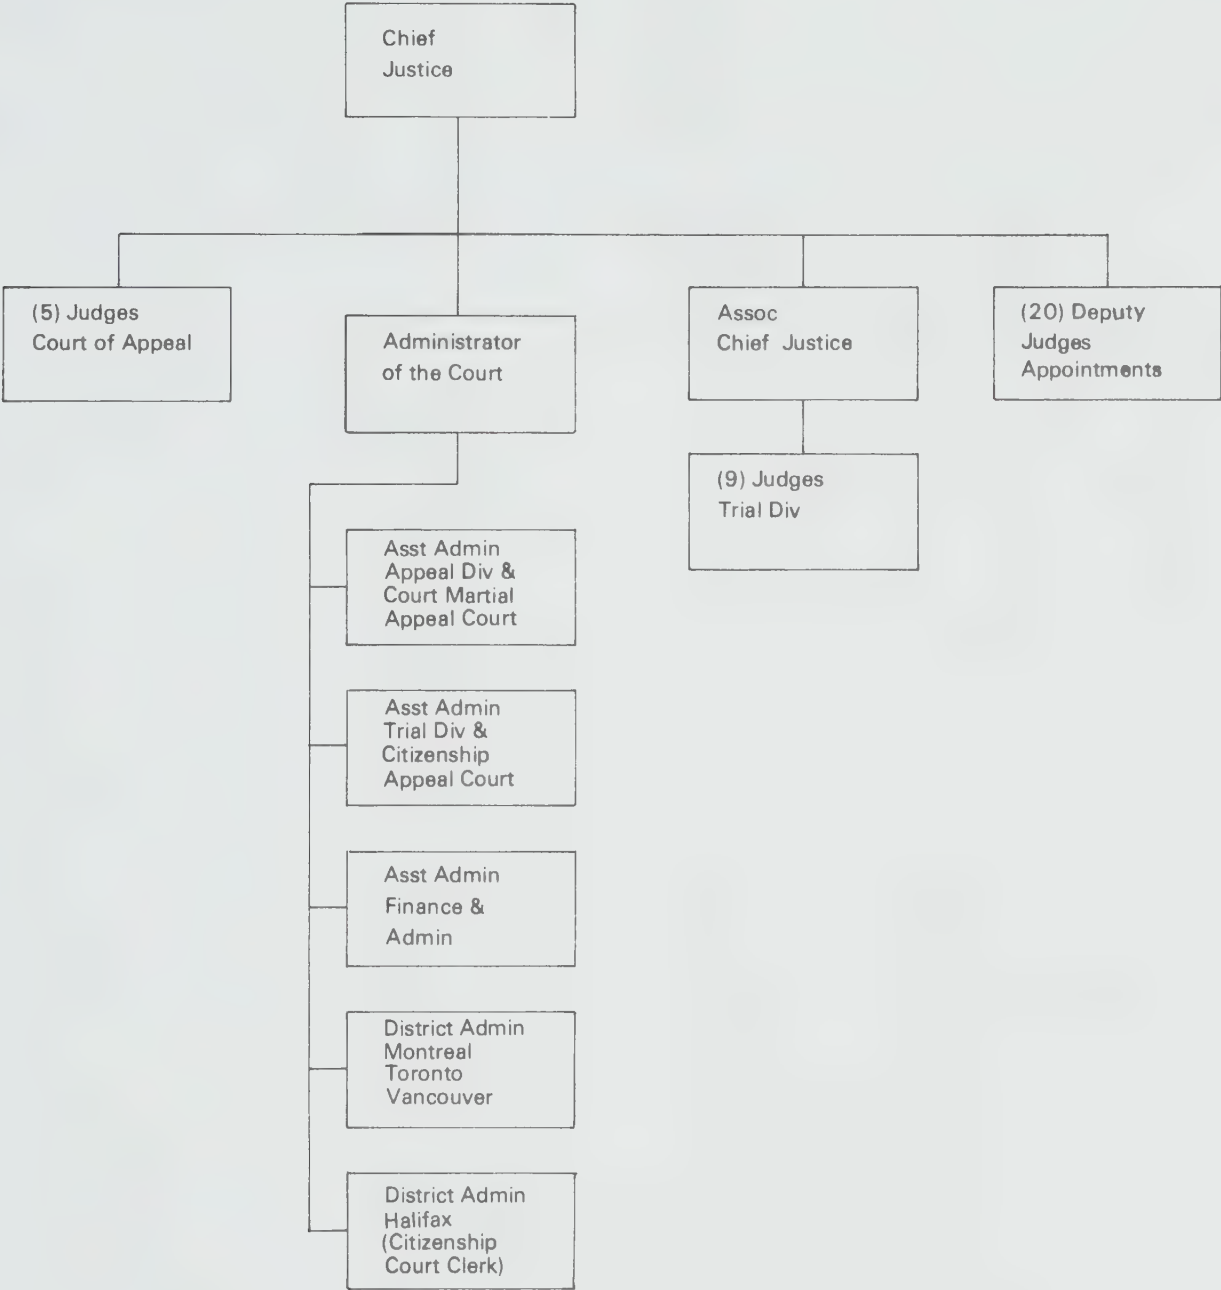 Chief
Justice
(5) Judges
Court of Appeal
Administrator
of the Court
Assoc
Chief Justice
(20) Deputy
Judges
Appointments
(9) Judges
Trial Div
Asst Admin
Appeal Div &
Court Martial
Appeal Court
Asst Admin
Trial Div &
Citizenship
Appeal Court
Asst Admin
Finance &
Admin
District Admin
Montreal
Toronto
Vancouver
District Admin
Halifax
(Citizenship
Court Clerk)